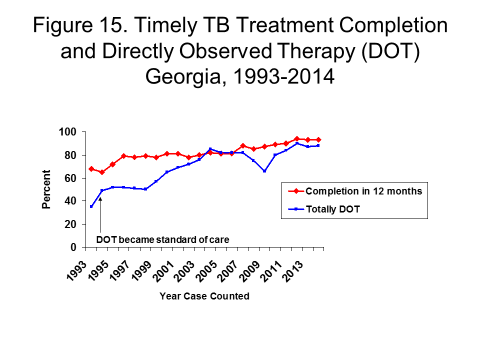 Figure 15. Timely TB Treatment Completion
and Directly Observed Therapy (DOT)
Georgia, 1993-2014
100
80
60
40
20
0
Percent
Completion in 12 months
Totally DOT
DOT became standard of care
1993
1995
1997
1999
2001
2003
2005
2007
2009
2011
2013
Year Case Counted